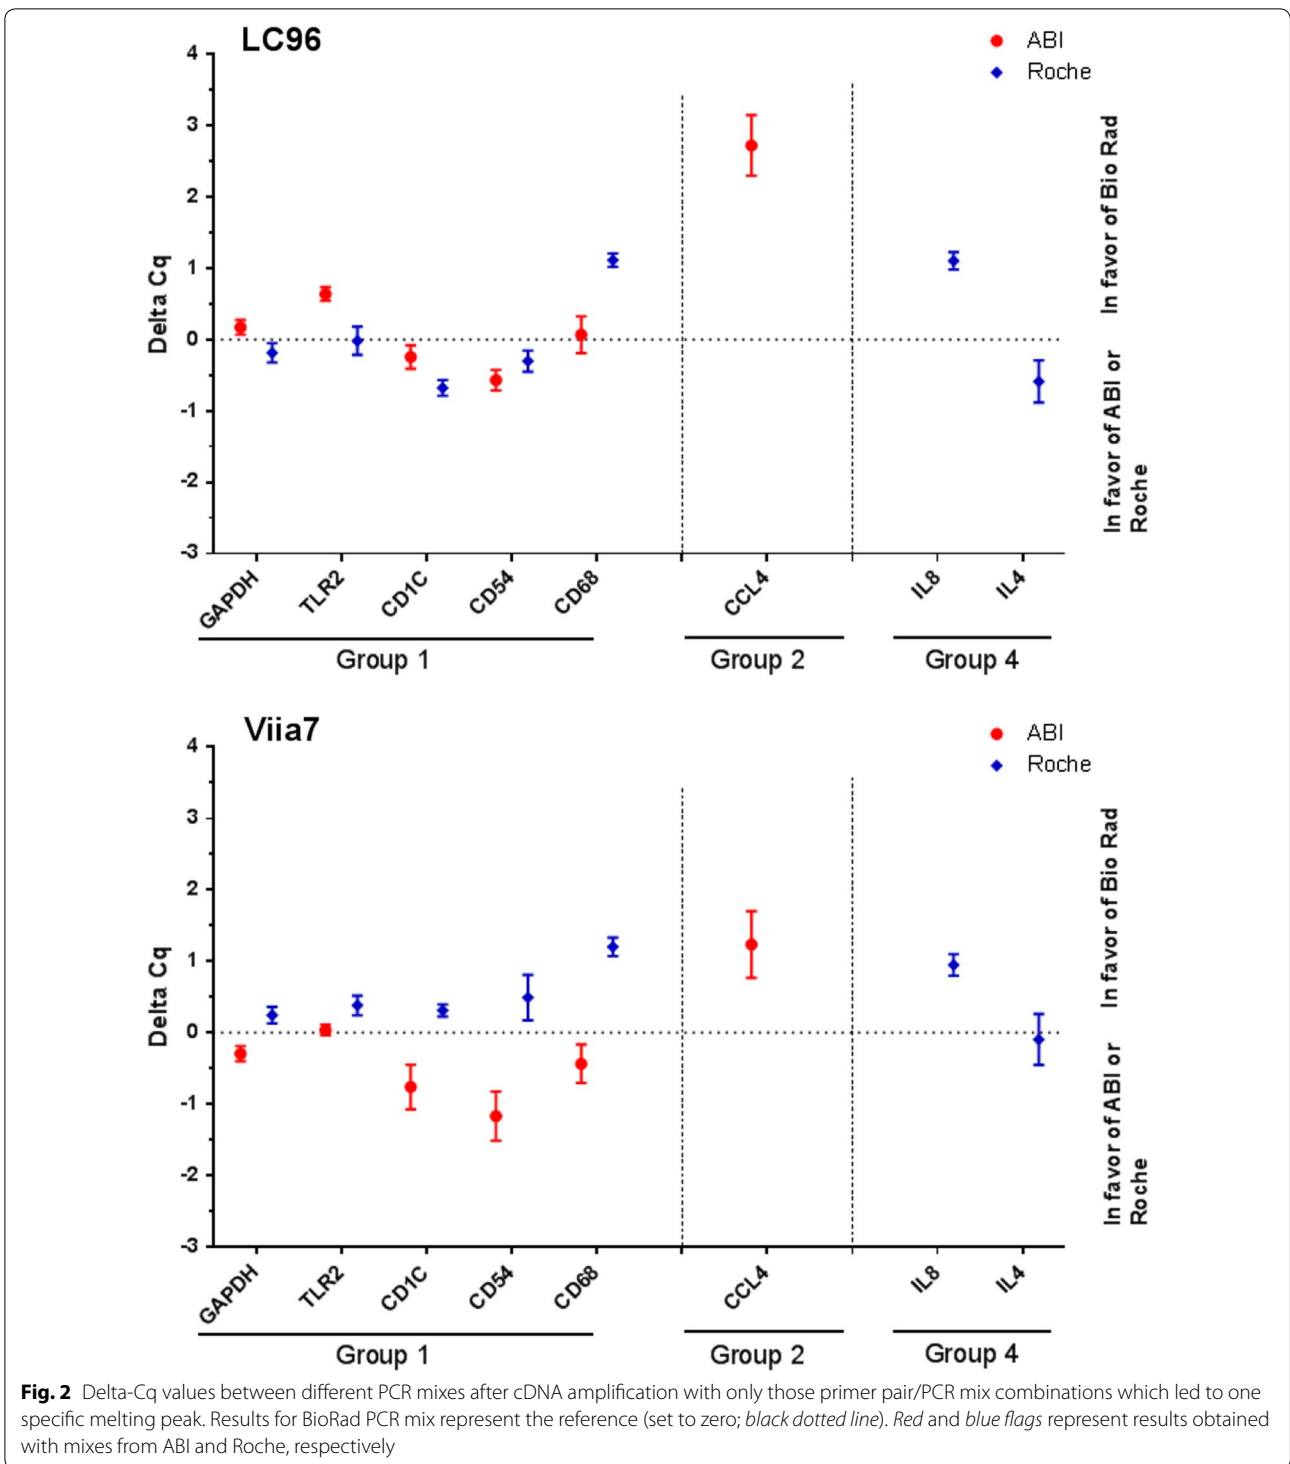 LC96
ABI
Roche
4
3
2
1
0
-1
-2
-3
Delta Cq
In favor of Bio Rad
In favor of ABI or
Roche
GAPDH
TLR2
CD1C
CD54
CD68
CCL4
IL8
IL4
Group 1
Group 2
Group 4
Viia7
ABI
Roche
4
3
2
1
0
-1
-2
-3
Delta Cq
In favor of Bio Rad
In favor of ABI or
Roche
GAPDH
TLR2
CD1C
CD54
CD68
CCL4
IL8
IL4
Group 1
Group 2
Group 4
Fig. 2 Delta-Cq values between different PCR mixes after cDNA amplification with only those primer pair/PCR mix combinations which led to one
specific melting peak. Results for BioRad PCR mix represent the reference (set to zero; black dotted line). Red and blue flags represent results obtained
with mixes from ABI and Roche, respectively